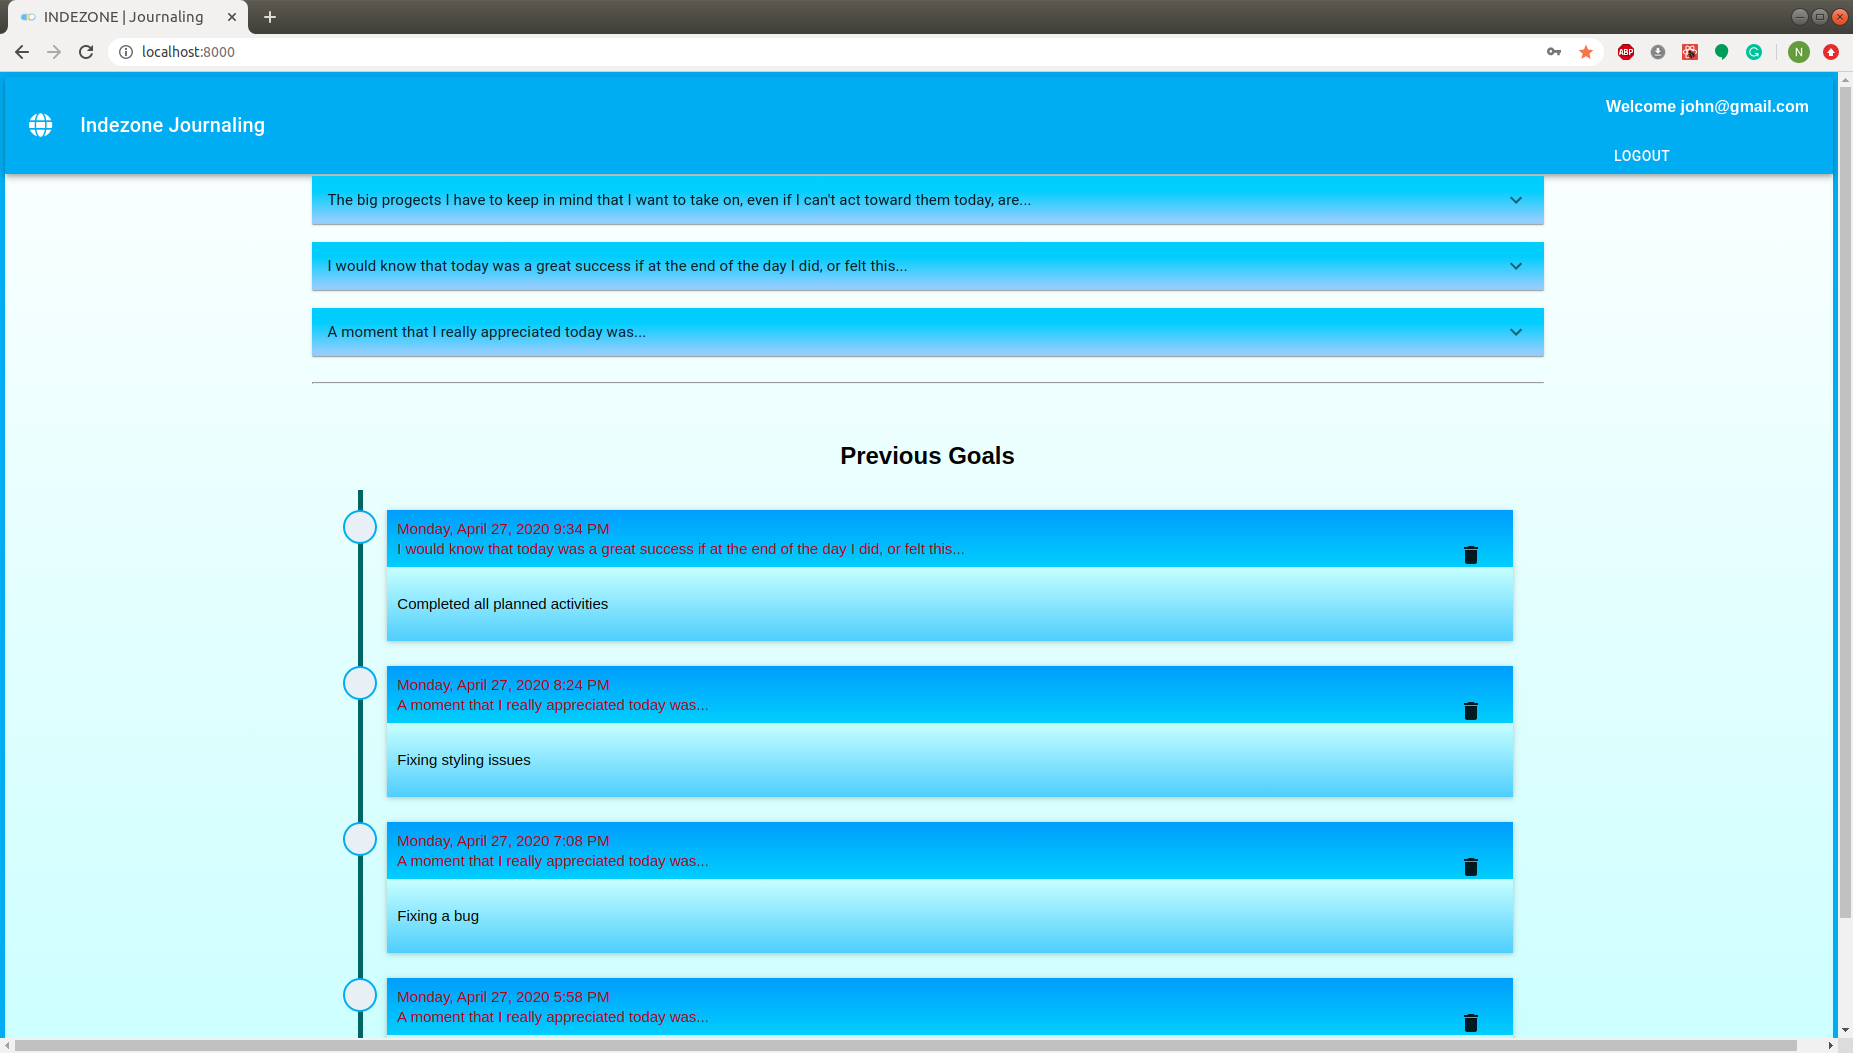 INDEZONE | Journaling
localhost:8000
ABP
G
N
Indezone Journaling
Welcome john@gmail.com
LOGOUT
The big progects I have to keep in mind that I want to take on, even if I can't act toward them today, are...
I would know that today was a great success if at the end of the day I did, or felt this...
A moment that I really appreciated today was...
Previous Goals
Monday, April 27, 2020 9:34 PM
I would know that today was a great success if at the end of the day I did, or felt this...
Completed all planned activities
Monday, April 27, 2020 8:24 PM
A moment that I really appreciated today was...
Fixing styling issues
Monday, April 27, 2020 7:08 PM
A moment that I really appreciated today was...
Fixing a bug
Monday, April 27, 2020 5:58 PM
A moment that I really appreciated today was...